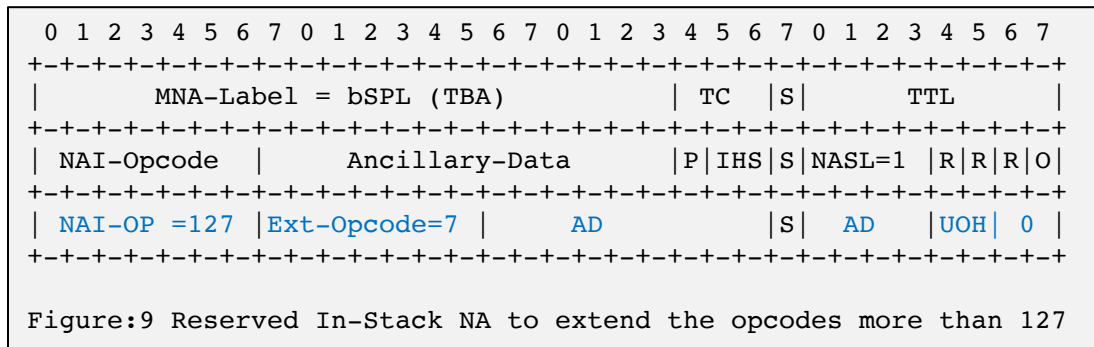 0 1 2 3 4 5 6 7 0 1 2 3 4 5 6 7 0 1 2 3 4 5 6 7 0 1 2 3 4 5 6 7
+-+-+-+-+-+-+-+-+-+-+-+-+-+-+-+-+-+-+-+-+-+-+-+-+-+-+-+-+-+-+-+-+
|        MNA-Label = bSPL (TBA)           | TC  |S|      TTL      |
+-+-+-+-+-+-+-+-+-+-+-+-+-+-+-+-+-+-+-+-+-+-+-+-+-+-+-+-+-+-+-+-+
| NAI-Opcode  |     Ancillary-Data        |P|IHS|S|NASL=1 |R|R|R|O|
+-+-+-+-+-+-+-+-+-+-+-+-+-+-+-+-+-+-+-+-+-+-+-+-+-+-+-+-+-+-+-+-+
| NAI-OP =127 |Ext-Opcode=7 |     AD            |S|  AD   |UOH| 0 |
+-+-+-+-+-+-+-+-+-+-+-+-+-+-+-+-+-+-+-+-+-+-+-+-+-+-+-+-+-+-+-+-+
Figure:9 Reserved In-Stack NA to extend the opcodes more than 127